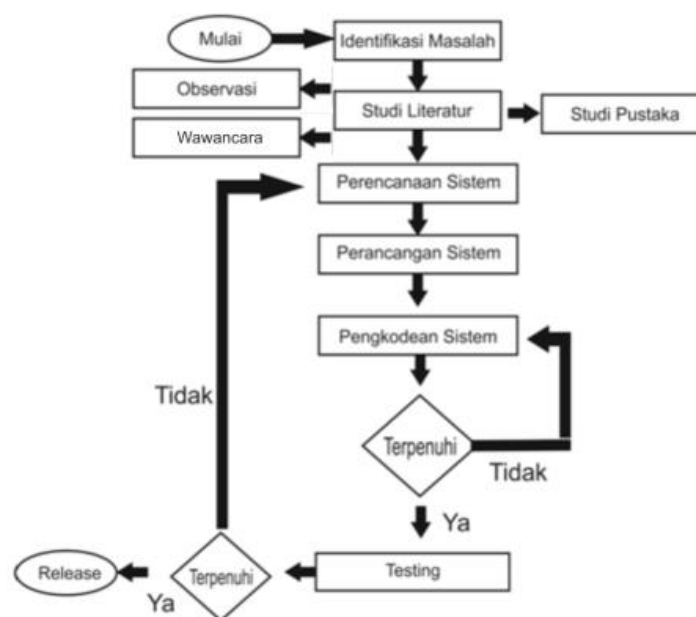 Mulai
Identifikasi Masalah
Observasi
Studi Literatur
Studi Pustaka
Wawancara
Perencanaan Sistem
Perancangan Sistem
Pengkodean Sistem
Tidak
Terpenuhi
Tidak
Ya
Release
Terpenuhi
Testing
Ya